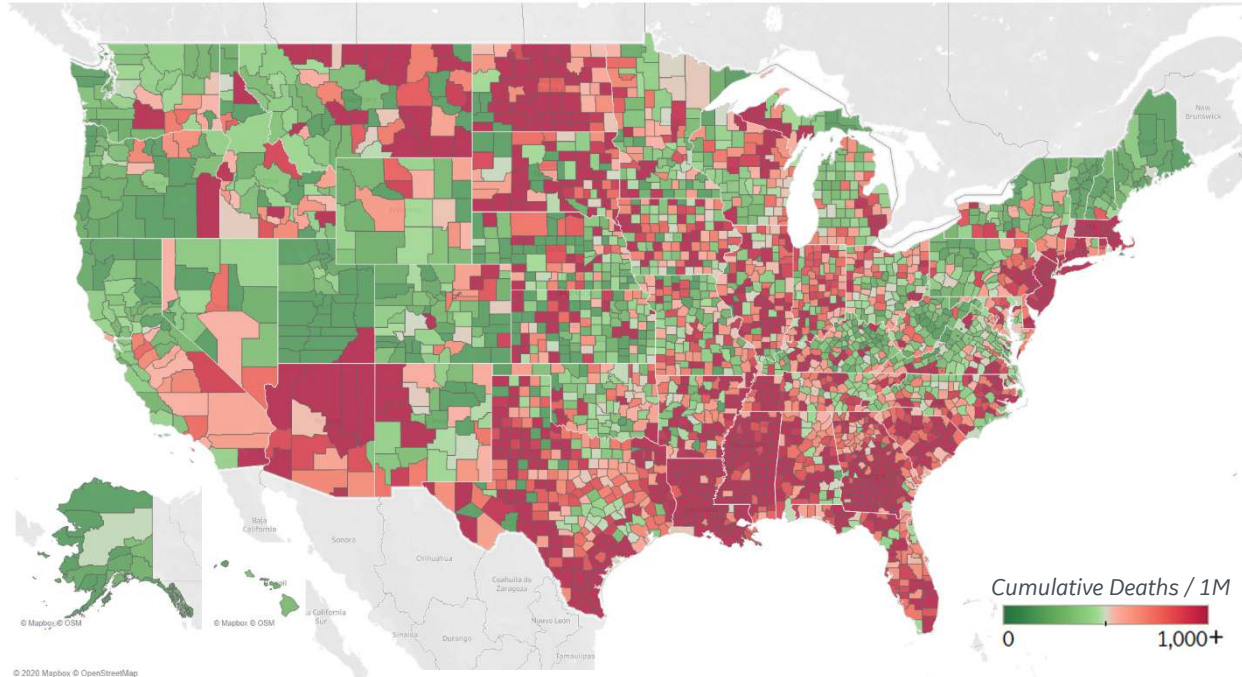 New
Brunswick
Baja
California
Sonora
Chihuahua
Coahuila de
Zaragoza
Nuevo León
Tamaulipas
Durango
Sinaloa
a California
Sur
© Mapbox © OSM
© Mapbox © OSM
Cumulative Deaths / 1M
0
1,000+
© 2020 Mapbox © OpenStreetMap